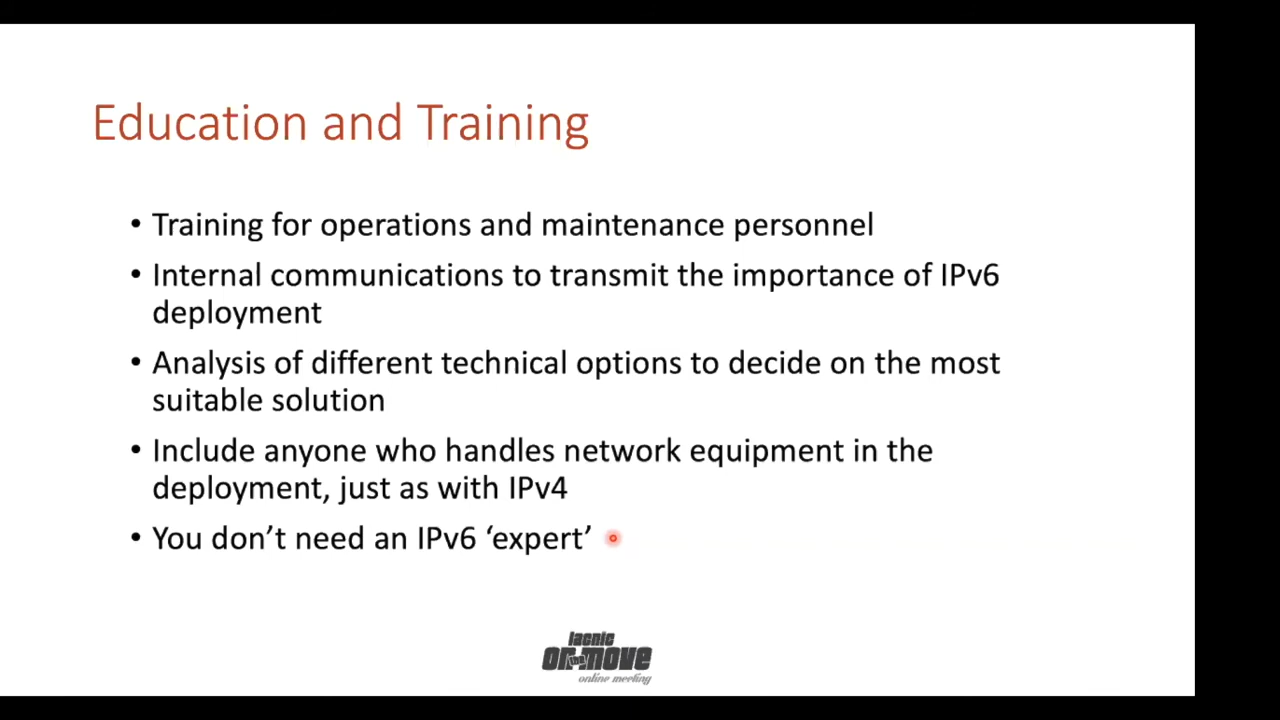 Education and Training
• Training for operations and maintenance personnel
• Internal communications to transmit the importance of IPv6
deployment
• Analysis of different technical options to decide on the most
suitable solution
• Include anyone who handles network equipment in the
deployment, just as with IPv4
• You don’t need an IPv6 ‘expert’
lacnic
on the move
online meeting